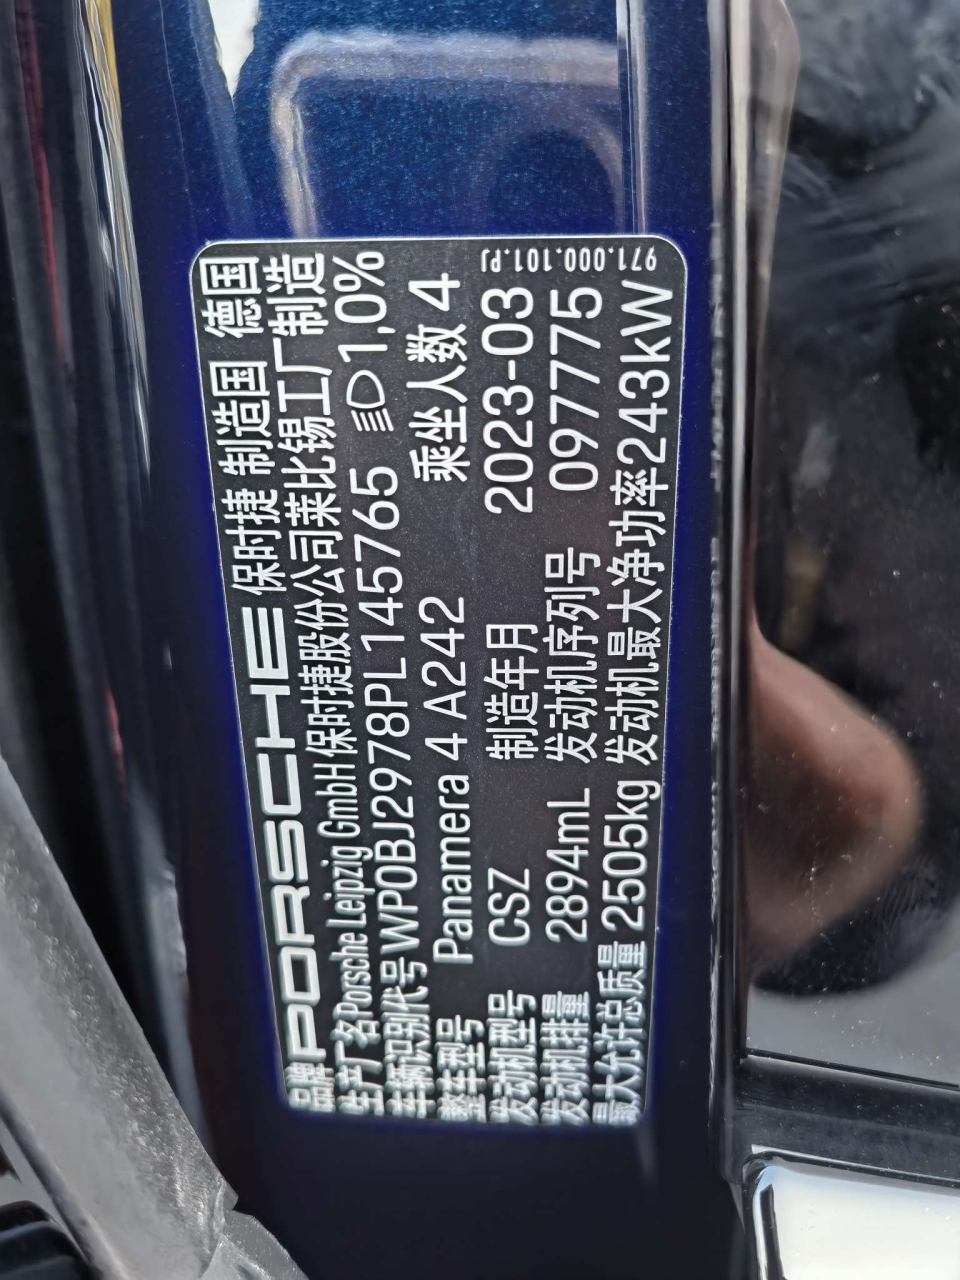 品牌 PORSCHE 保时捷 制造国 德国
生产厂名 Porsche Leipzig GmbH 保时捷股份公司莱比锡工厂制造
车辆识别代号 WP0BJ2978PL145765 1,0%
整车型号 Panamera 4 A242 乘坐人数 4
发动机型号 CSZ 制造年月 2023-03
发动机排量 2894mL 发动机序列号 097775
最大允许总质量 2505kg 发动机最大净功率 243kW
971.000.101.PJ